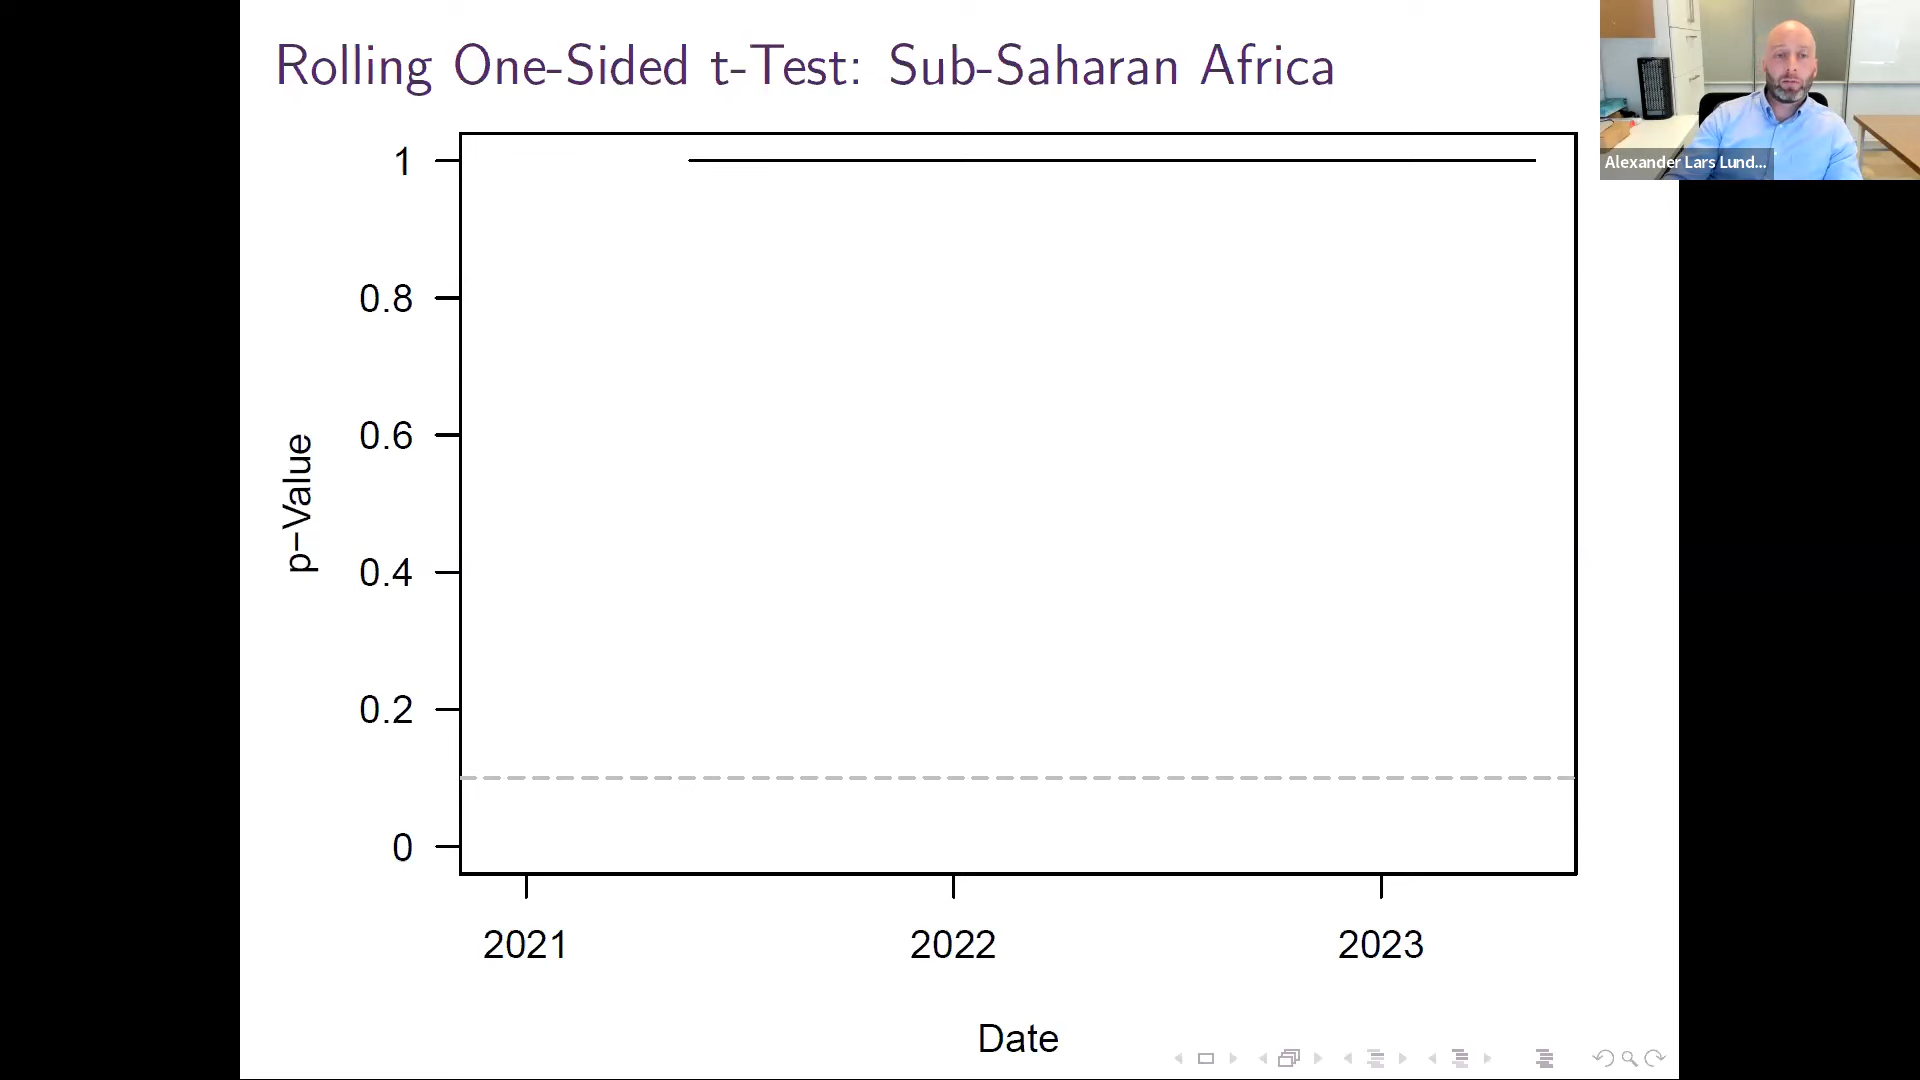 Rolling One-Sided t-Test: Sub-Saharan Africa
Alexander Lars Lund...
1
0.8
0.6
0.4
0.2
0
p−Value
2021 2022 2023
Date